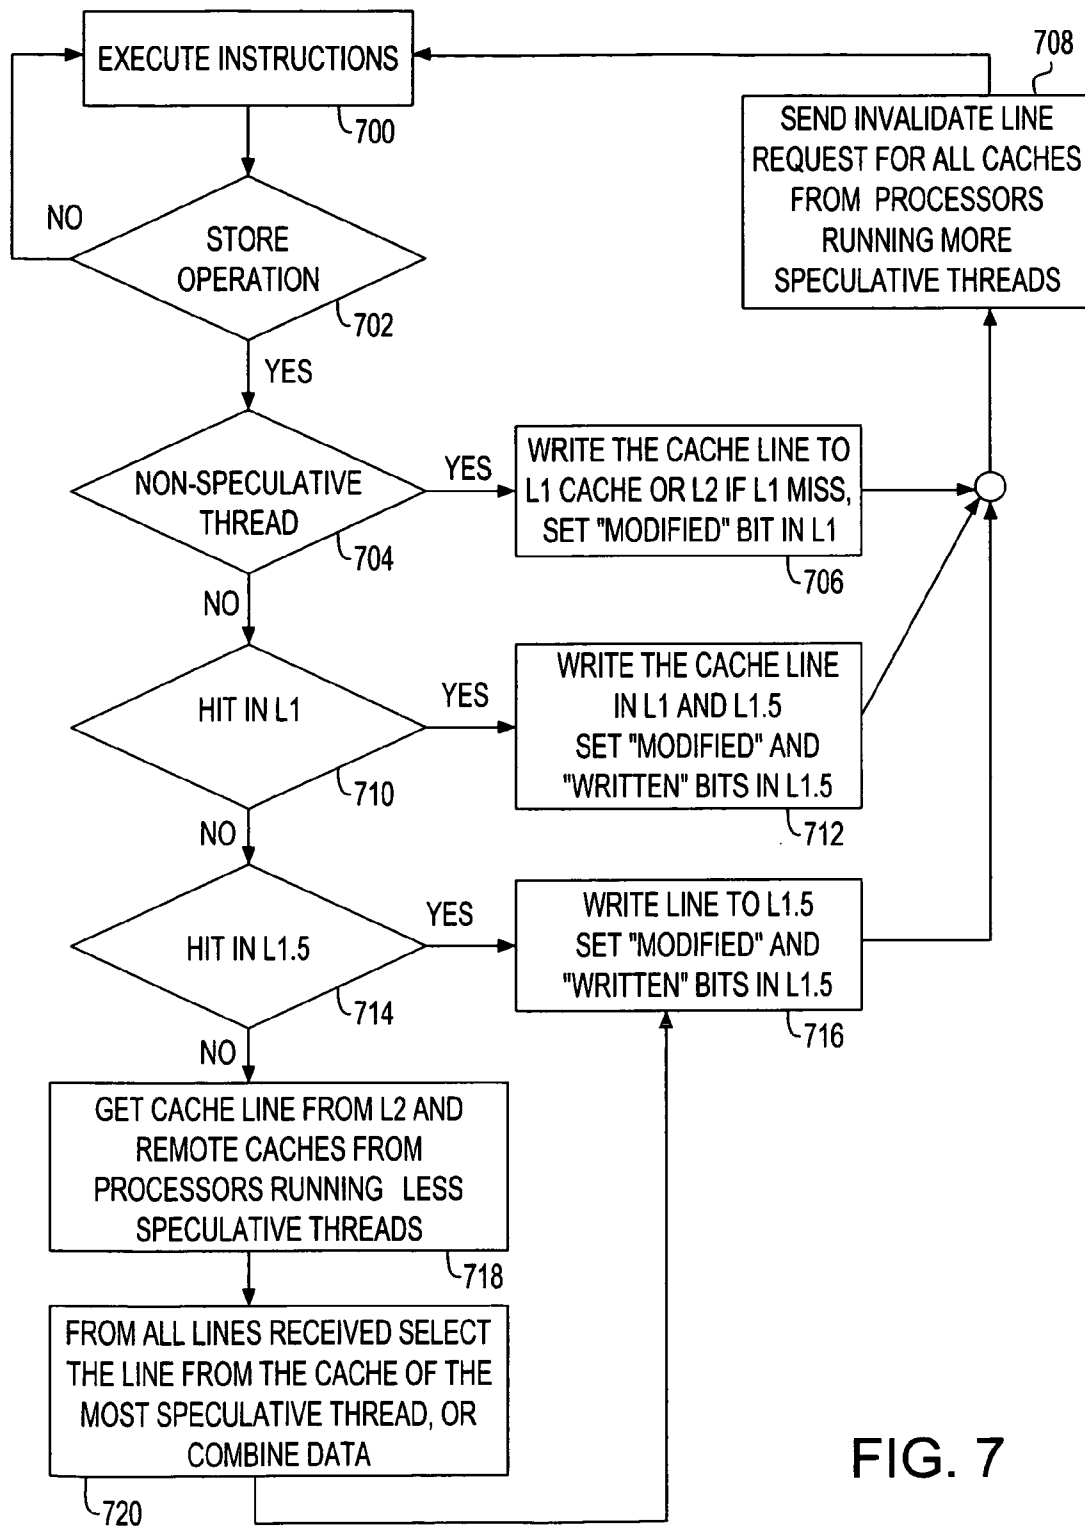 708
EXECUTE INSTRUCTIONS
700
SEND INVALIDATE LINE
REQUEST FOR ALL CACHES
FROM PROCESSORS
RUNNING MORE
SPECULATIVE THREADS
NO
STORE
OPERATION
702
YES
NON-SPECULATIVE
THREAD
704
YES
WRITE THE CACHE LINE TO
L1 CACHE OR L2 IF L1 MISS,
SET "MODIFIED" BIT IN L1
706
NO
HIT IN L1
710
YES
WRITE THE CACHE LINE
IN L1 AND L1.5
SET "MODIFIED" AND
"WRITTEN" BITS IN L1.5
712
NO
HIT IN L1.5
714
YES
WRITE LINE TO L1.5
SET "MODIFIED" AND
"WRITTEN" BITS IN L1.5
716
NO
GET CACHE LINE FROM L2 AND
REMOTE CACHES FROM
PROCESSORS RUNNING LESS
SPECULATIVE THREADS
718
FROM ALL LINES RECEIVED SELECT
THE LINE FROM THE CACHE OF THE
MOST SPECULATIVE THREAD, OR
COMBINE DATA
720
FIG. 7